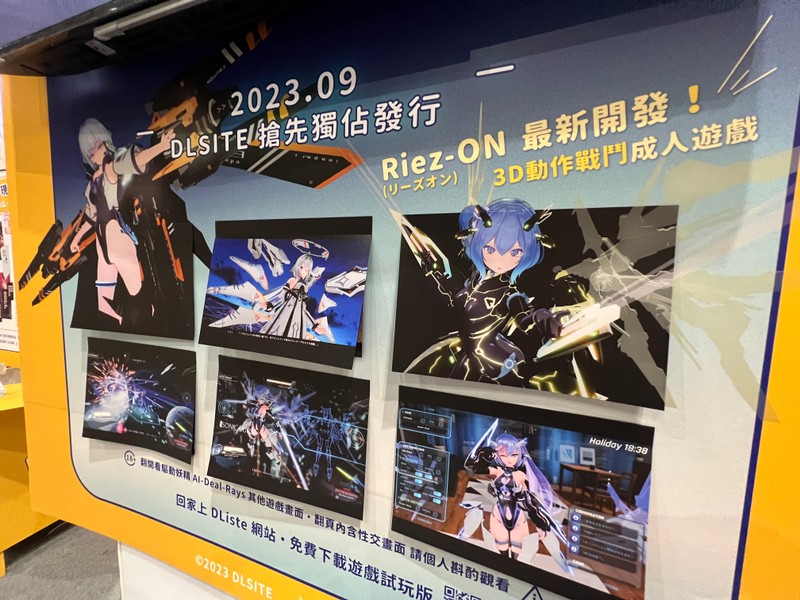 2023.09
DLSITE 搶先獨佔發行
Riez-ON 最新開發！
(リーズオン) 3D動作戰鬥成人遊戲
Holiday 18:38
18+ 翻開看驅動妖精 AI-Deal-Rays 其他遊戲畫面，翻頁內含性交畫面 請個人斟酌觀看
回家上 DListe 網站，免費下載遊戲試玩版
©2023 DLSITE